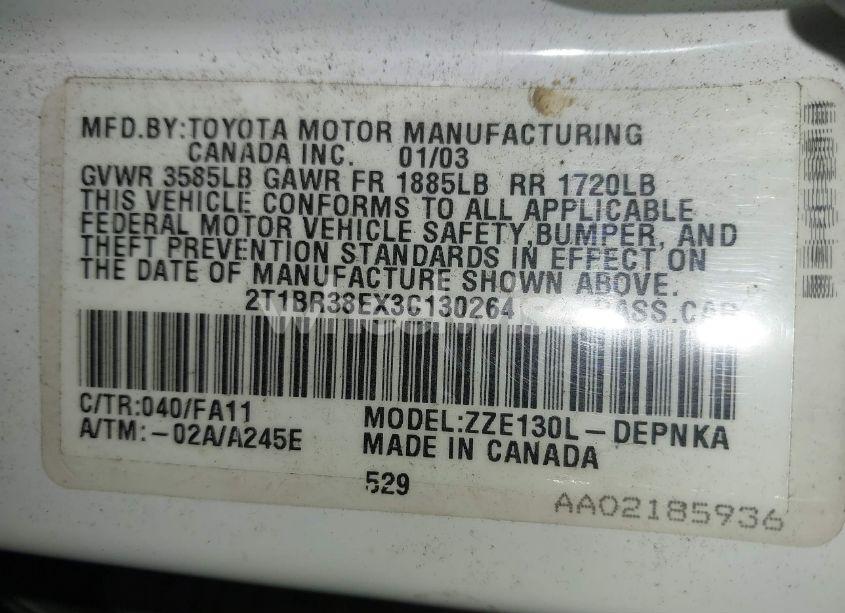 MFD.BY:TOYOTA MOTOR MANUFACTURING
CANADA INC. 01/03
GVWR 3585LB GAWR FR 1885LB RR 1720LB
THIS VEHICLE CONFORMS TO ALL APPLICABLE
FEDERAL MOTOR VEHICLE SAFETY,BUMPER, AND
THEFT PREVENTION STANDARDS IN EFFECT ON
THE DATE OF MANUFACTURE SHOWN ABOVE.
2T1BR38EX3C130264 PASS.CAR
C/TR:040/FA11
A/TM:-02A/A245E
MODEL:ZZE130L-DEPNKA
MADE IN CANADA
529
AA02185936